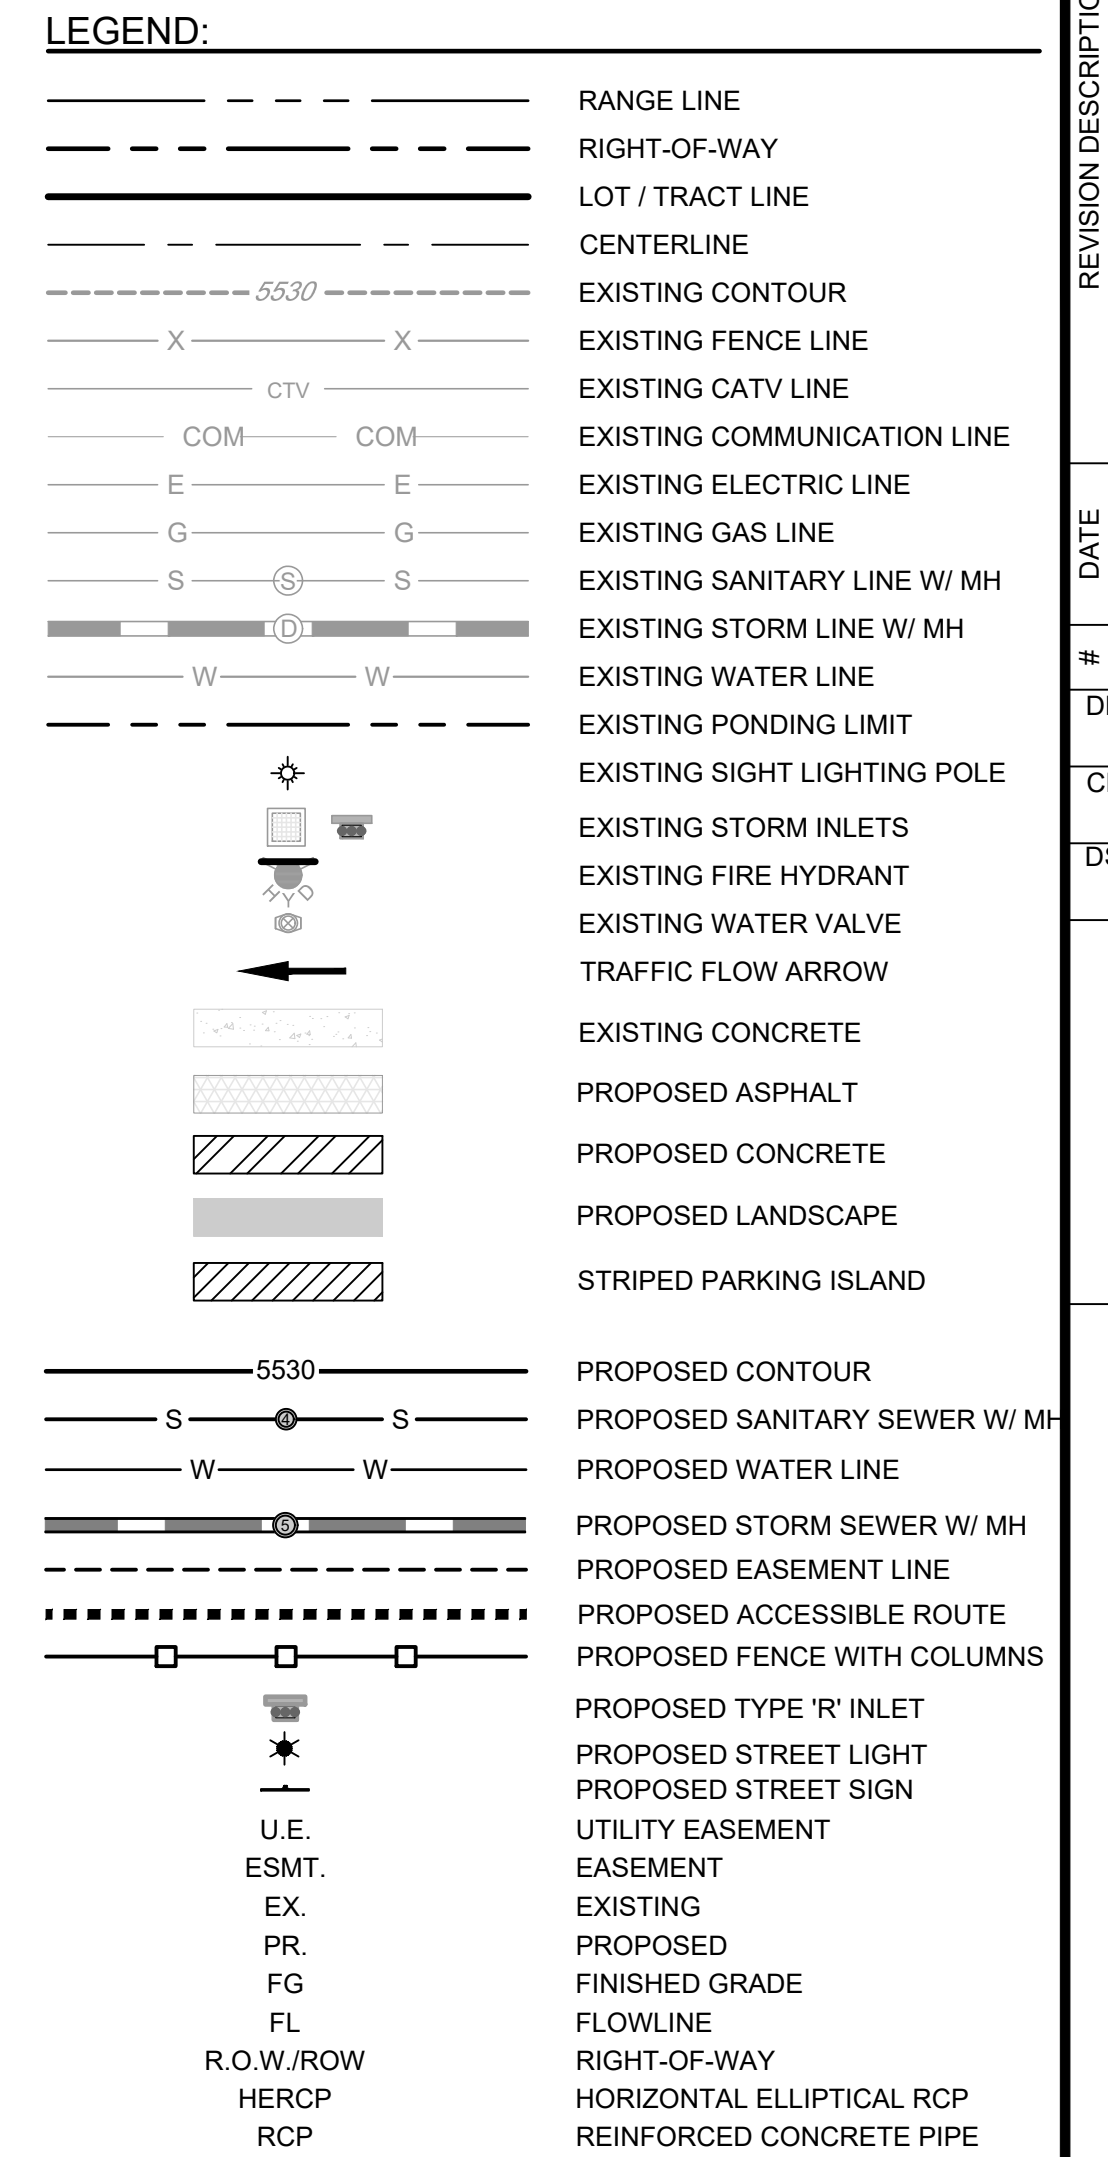 LEGEND:
RANGE LINE
RIGHT-OF-WAY
LOT / TRACT LINE
CENTERLINE
5530 EXISTING CONTOUR
X X EXISTING FENCE LINE
CTV EXISTING CATV LINE
COM COM EXISTING COMMUNICATION LINE
E E EXISTING ELECTRIC LINE
G G EXISTING GAS LINE
S S S EXISTING SANITARY LINE W/ MH
D EXISTING STORM LINE W/ MH
W W EXISTING WATER LINE
EXISTING PONDING LIMIT
EXISTING SIGHT LIGHTING POLE
EXISTING STORM INLETS
HYD EXISTING FIRE HYDRANT
EXISTING WATER VALVE
TRAFFIC FLOW ARROW
EXISTING CONCRETE
PROPOSED ASPHALT
PROPOSED CONCRETE
PROPOSED LANDSCAPE
STRIPED PARKING ISLAND
5530 PROPOSED CONTOUR
S 4 S PROPOSED SANITARY SEWER W/ MH
W W PROPOSED WATER LINE
5 PROPOSED STORM SEWER W/ MH
PROPOSED EASEMENT LINE
PROPOSED ACCESSIBLE ROUTE
PROPOSED FENCE WITH COLUMNS
PROPOSED TYPE 'R' INLET
PROPOSED STREET LIGHT
PROPOSED STREET SIGN
U.E. UTILITY EASEMENT
ESMT. EASEMENT
EX. EXISTING
PR. PROPOSED
FG FINISHED GRADE
FL FLOWLINE
R.O.W./ROW RIGHT-OF-WAY
HERCP HORIZONTAL ELLIPTICAL RCP
RCP REINFORCED CONCRETE PIPE
REVISION
DATE
#